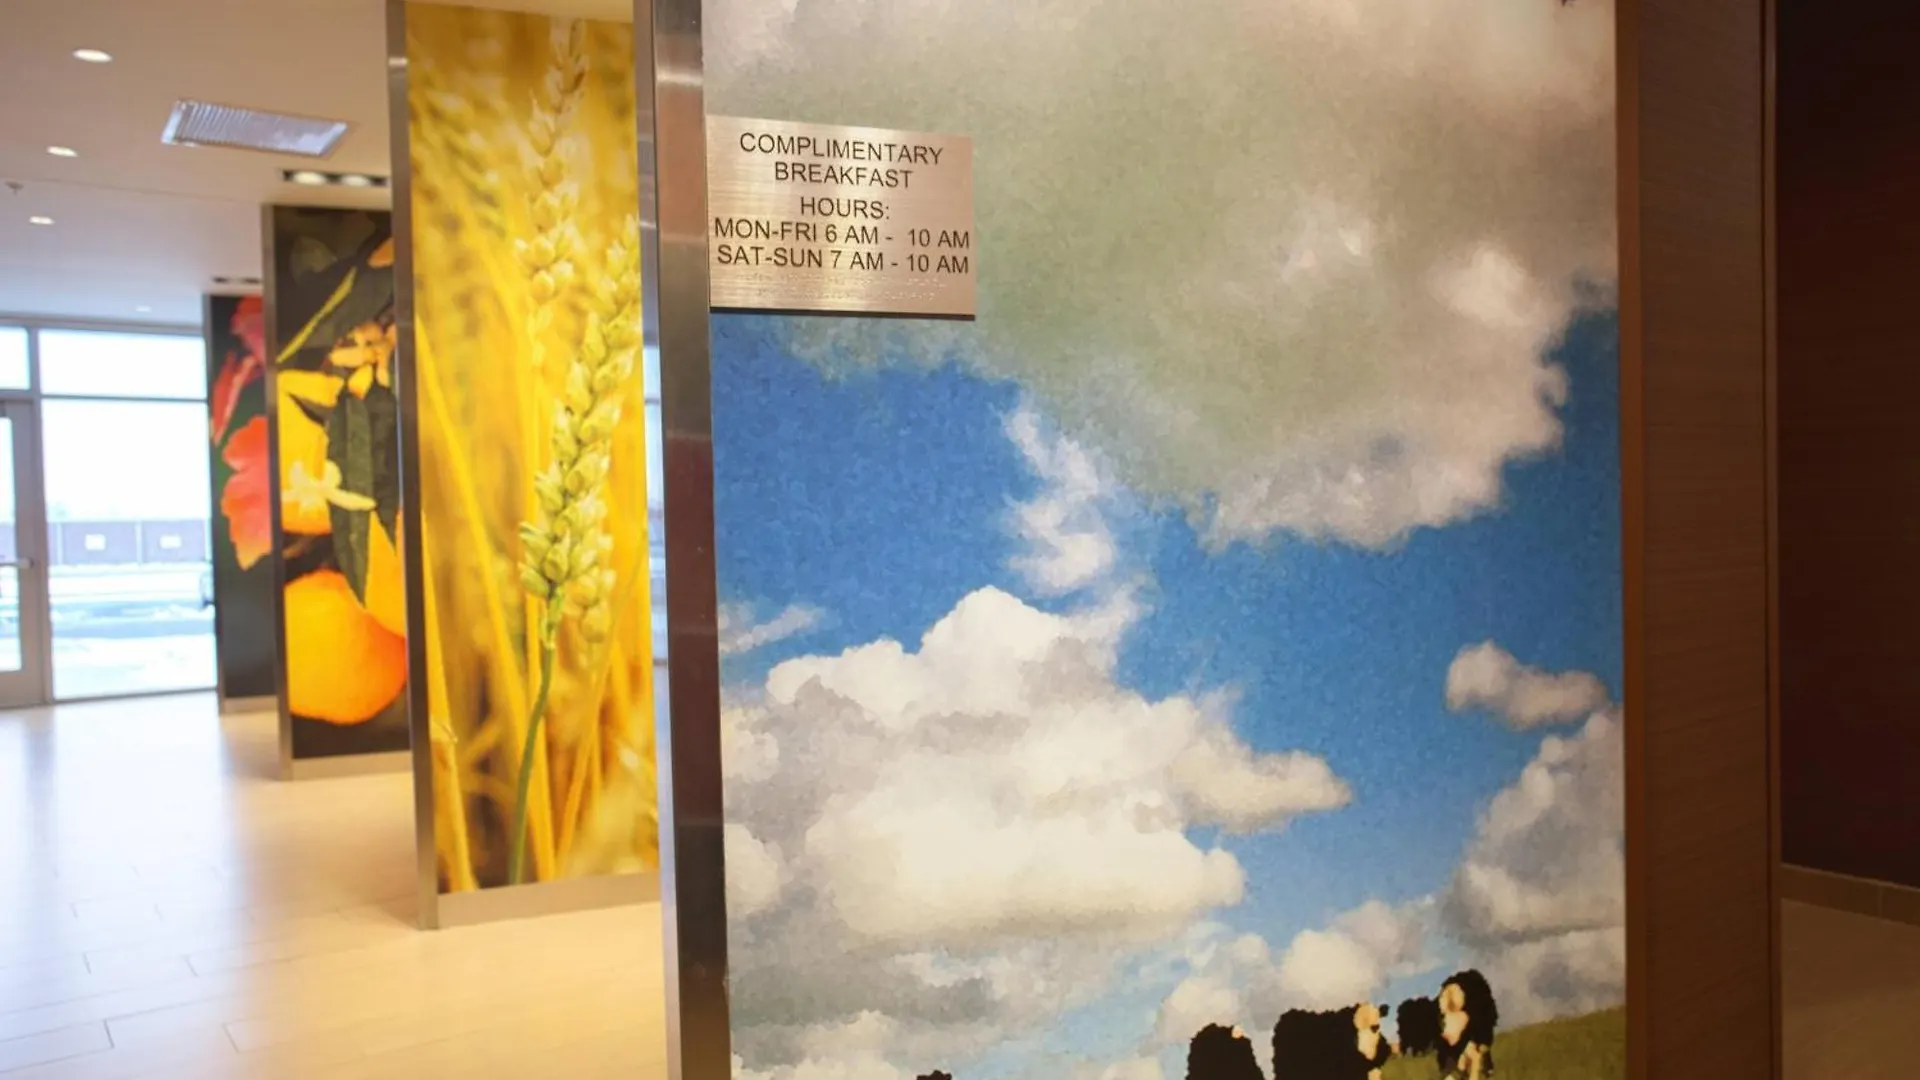 COMPLIMENTARY
BREAKFAST
HOURS:
MON-FRI 6 AM - 10 AM
SAT-SUN 7 AM - 10 AM